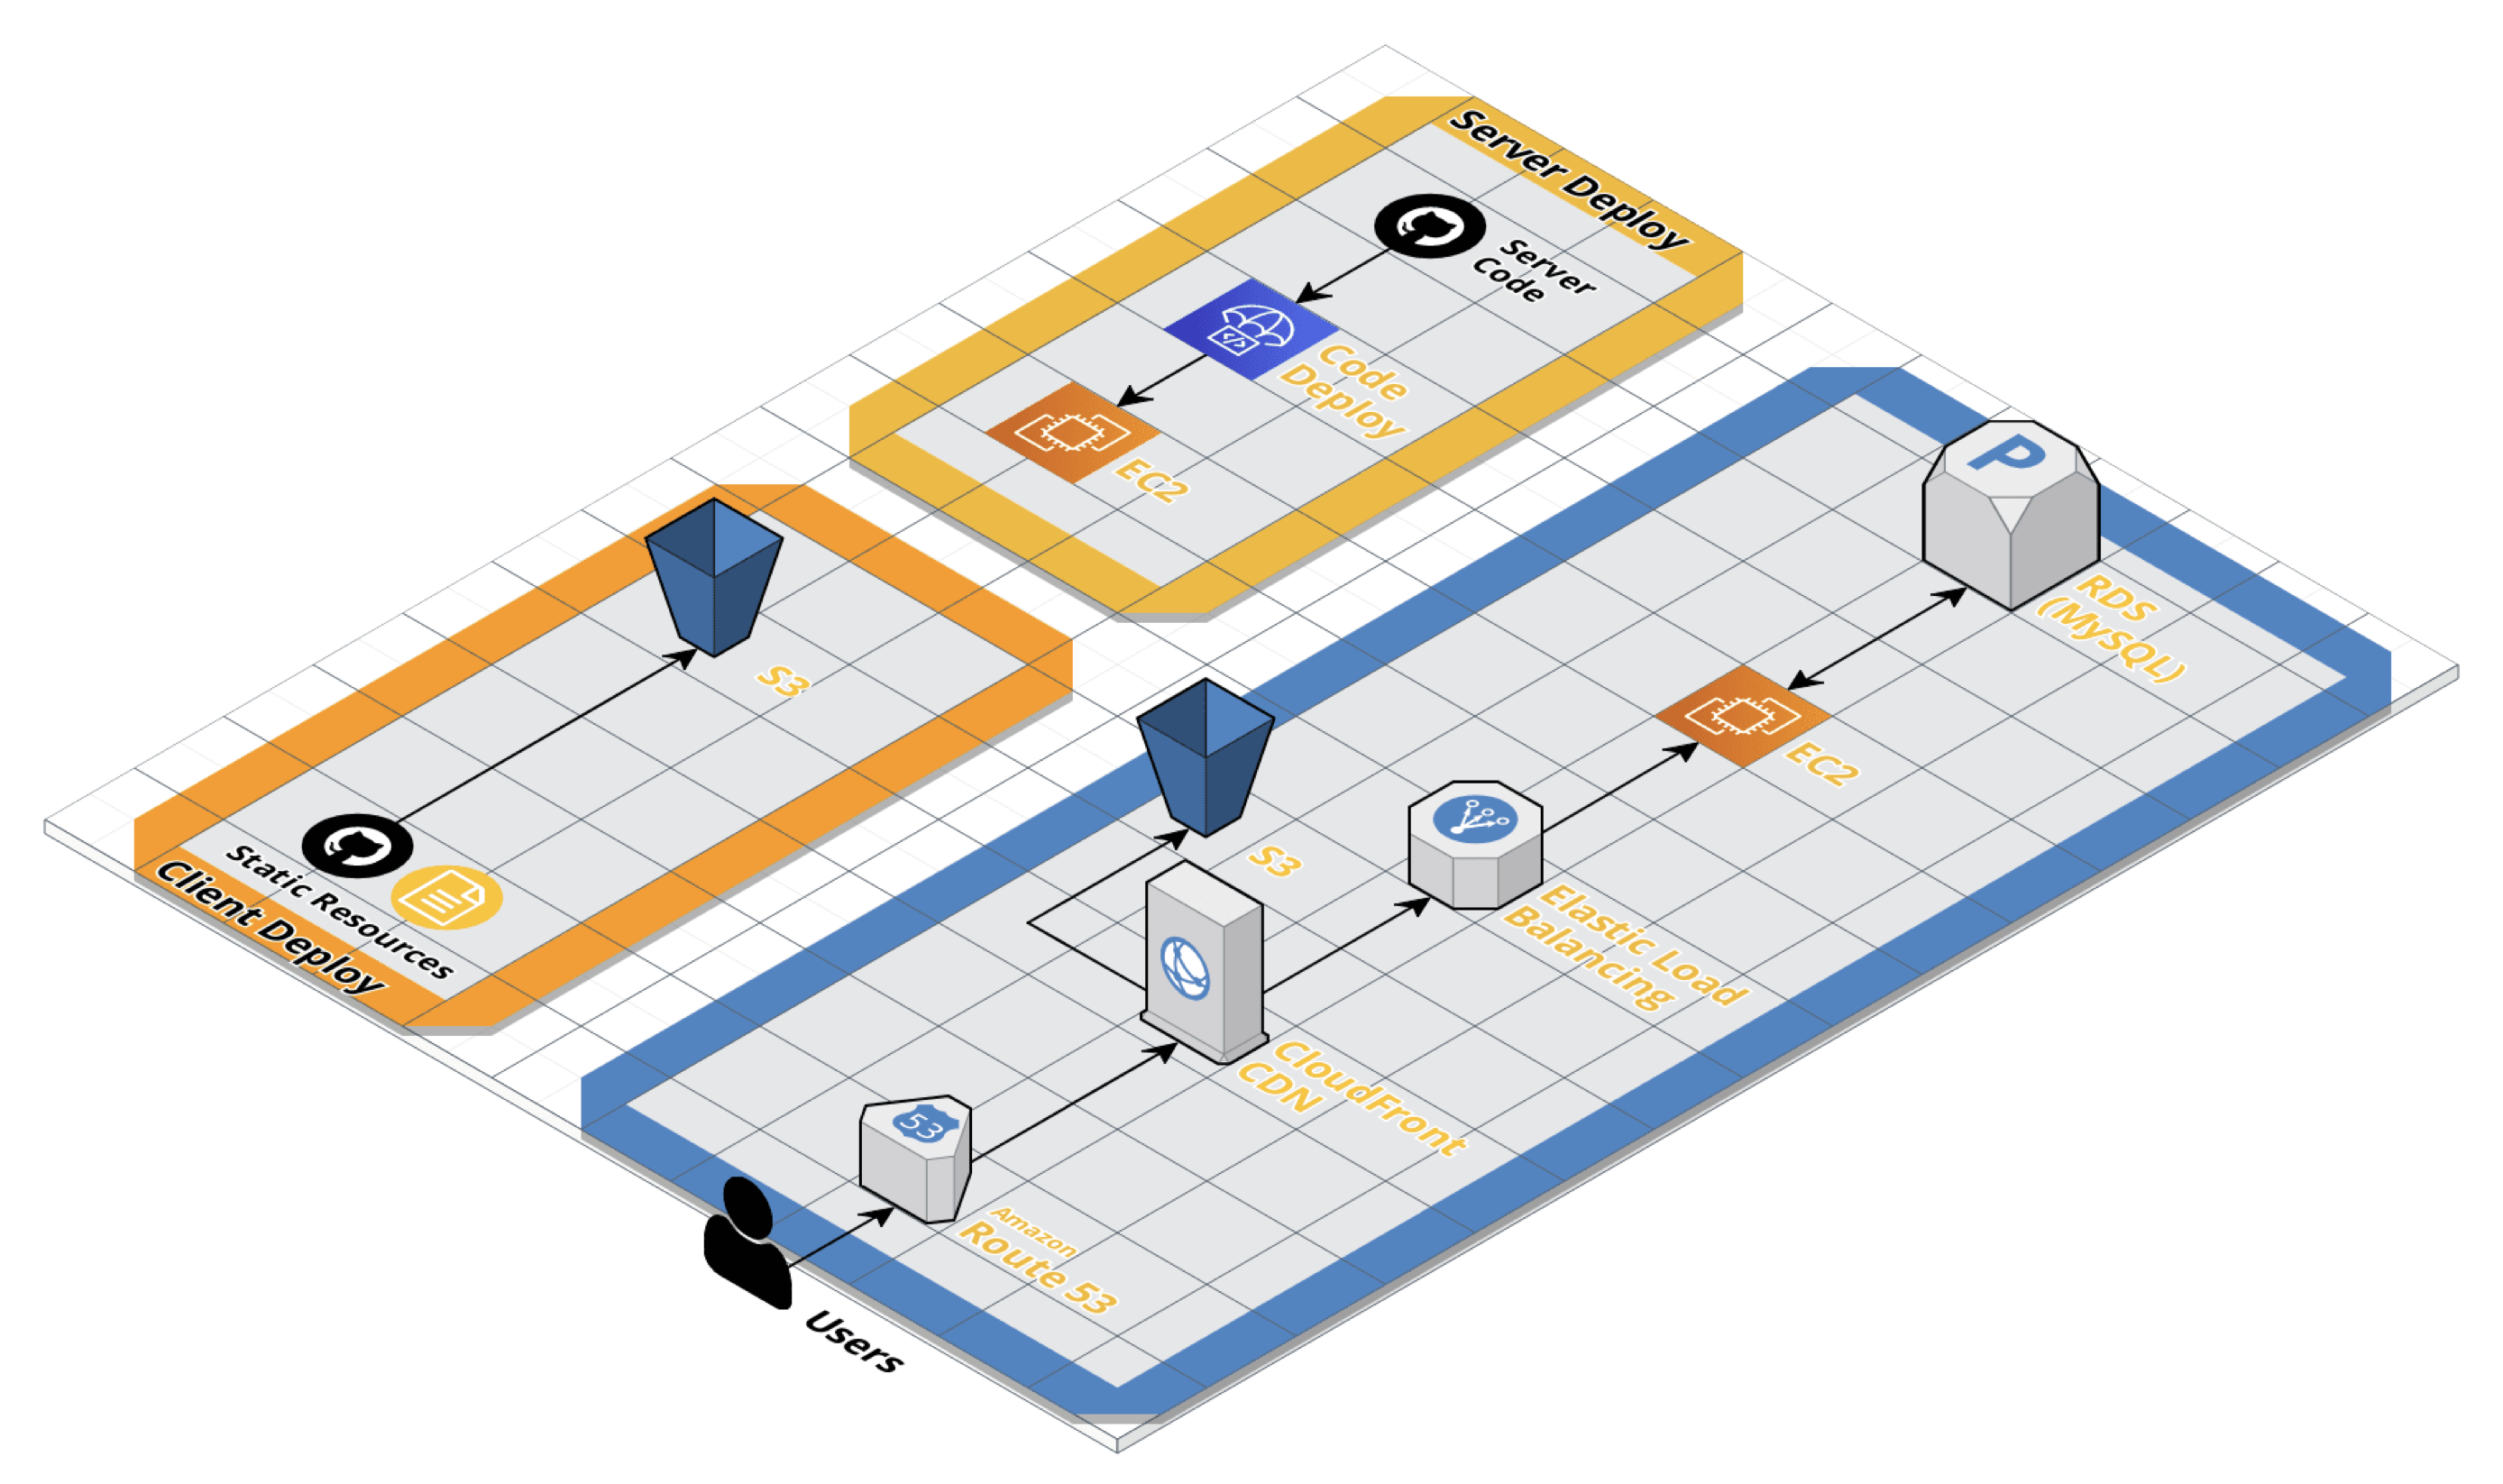 Server Deploy
Server
Code
Code
Deploy
EC2
S3
Static Resources
Client Deploy
P
RDS
(MySQL)
EC2
S3
Elastic Load
Balancing
CloudFront
CDN
53
Amazon
Route 53
Users